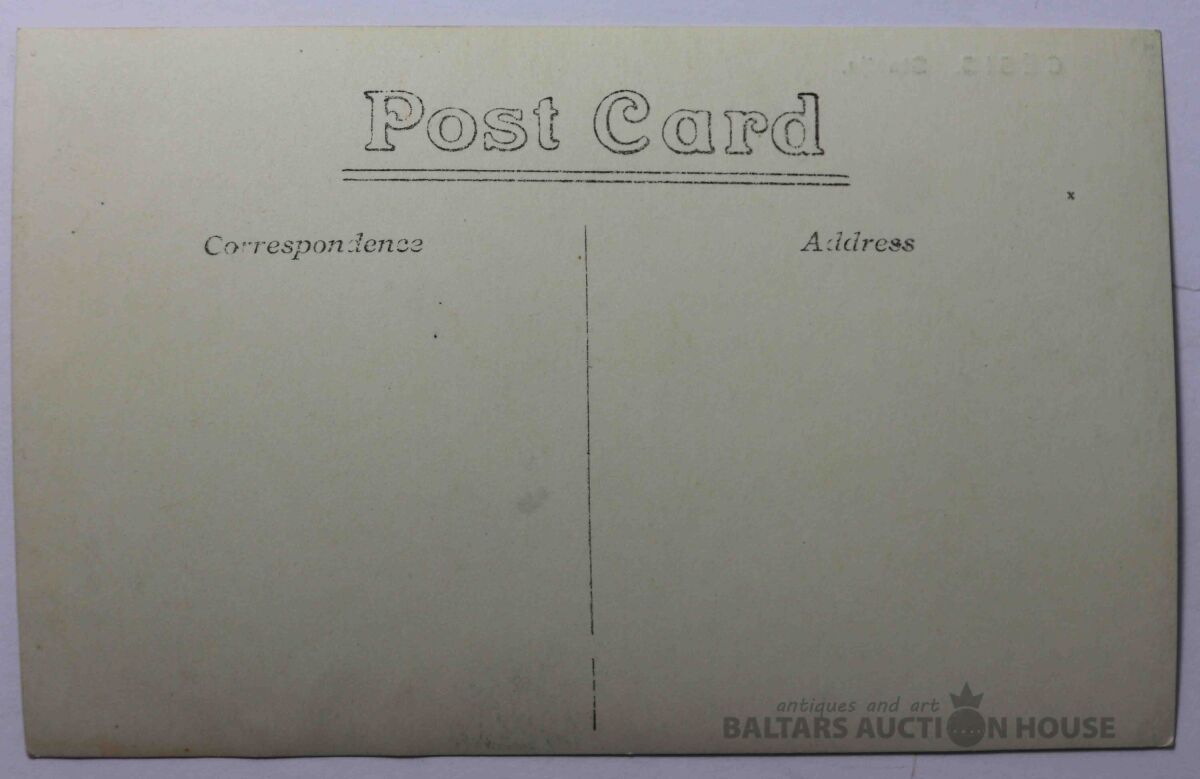 Post Card
x
Correspondence
Address
antiques and art
BALTARS AUCTION HOUSE